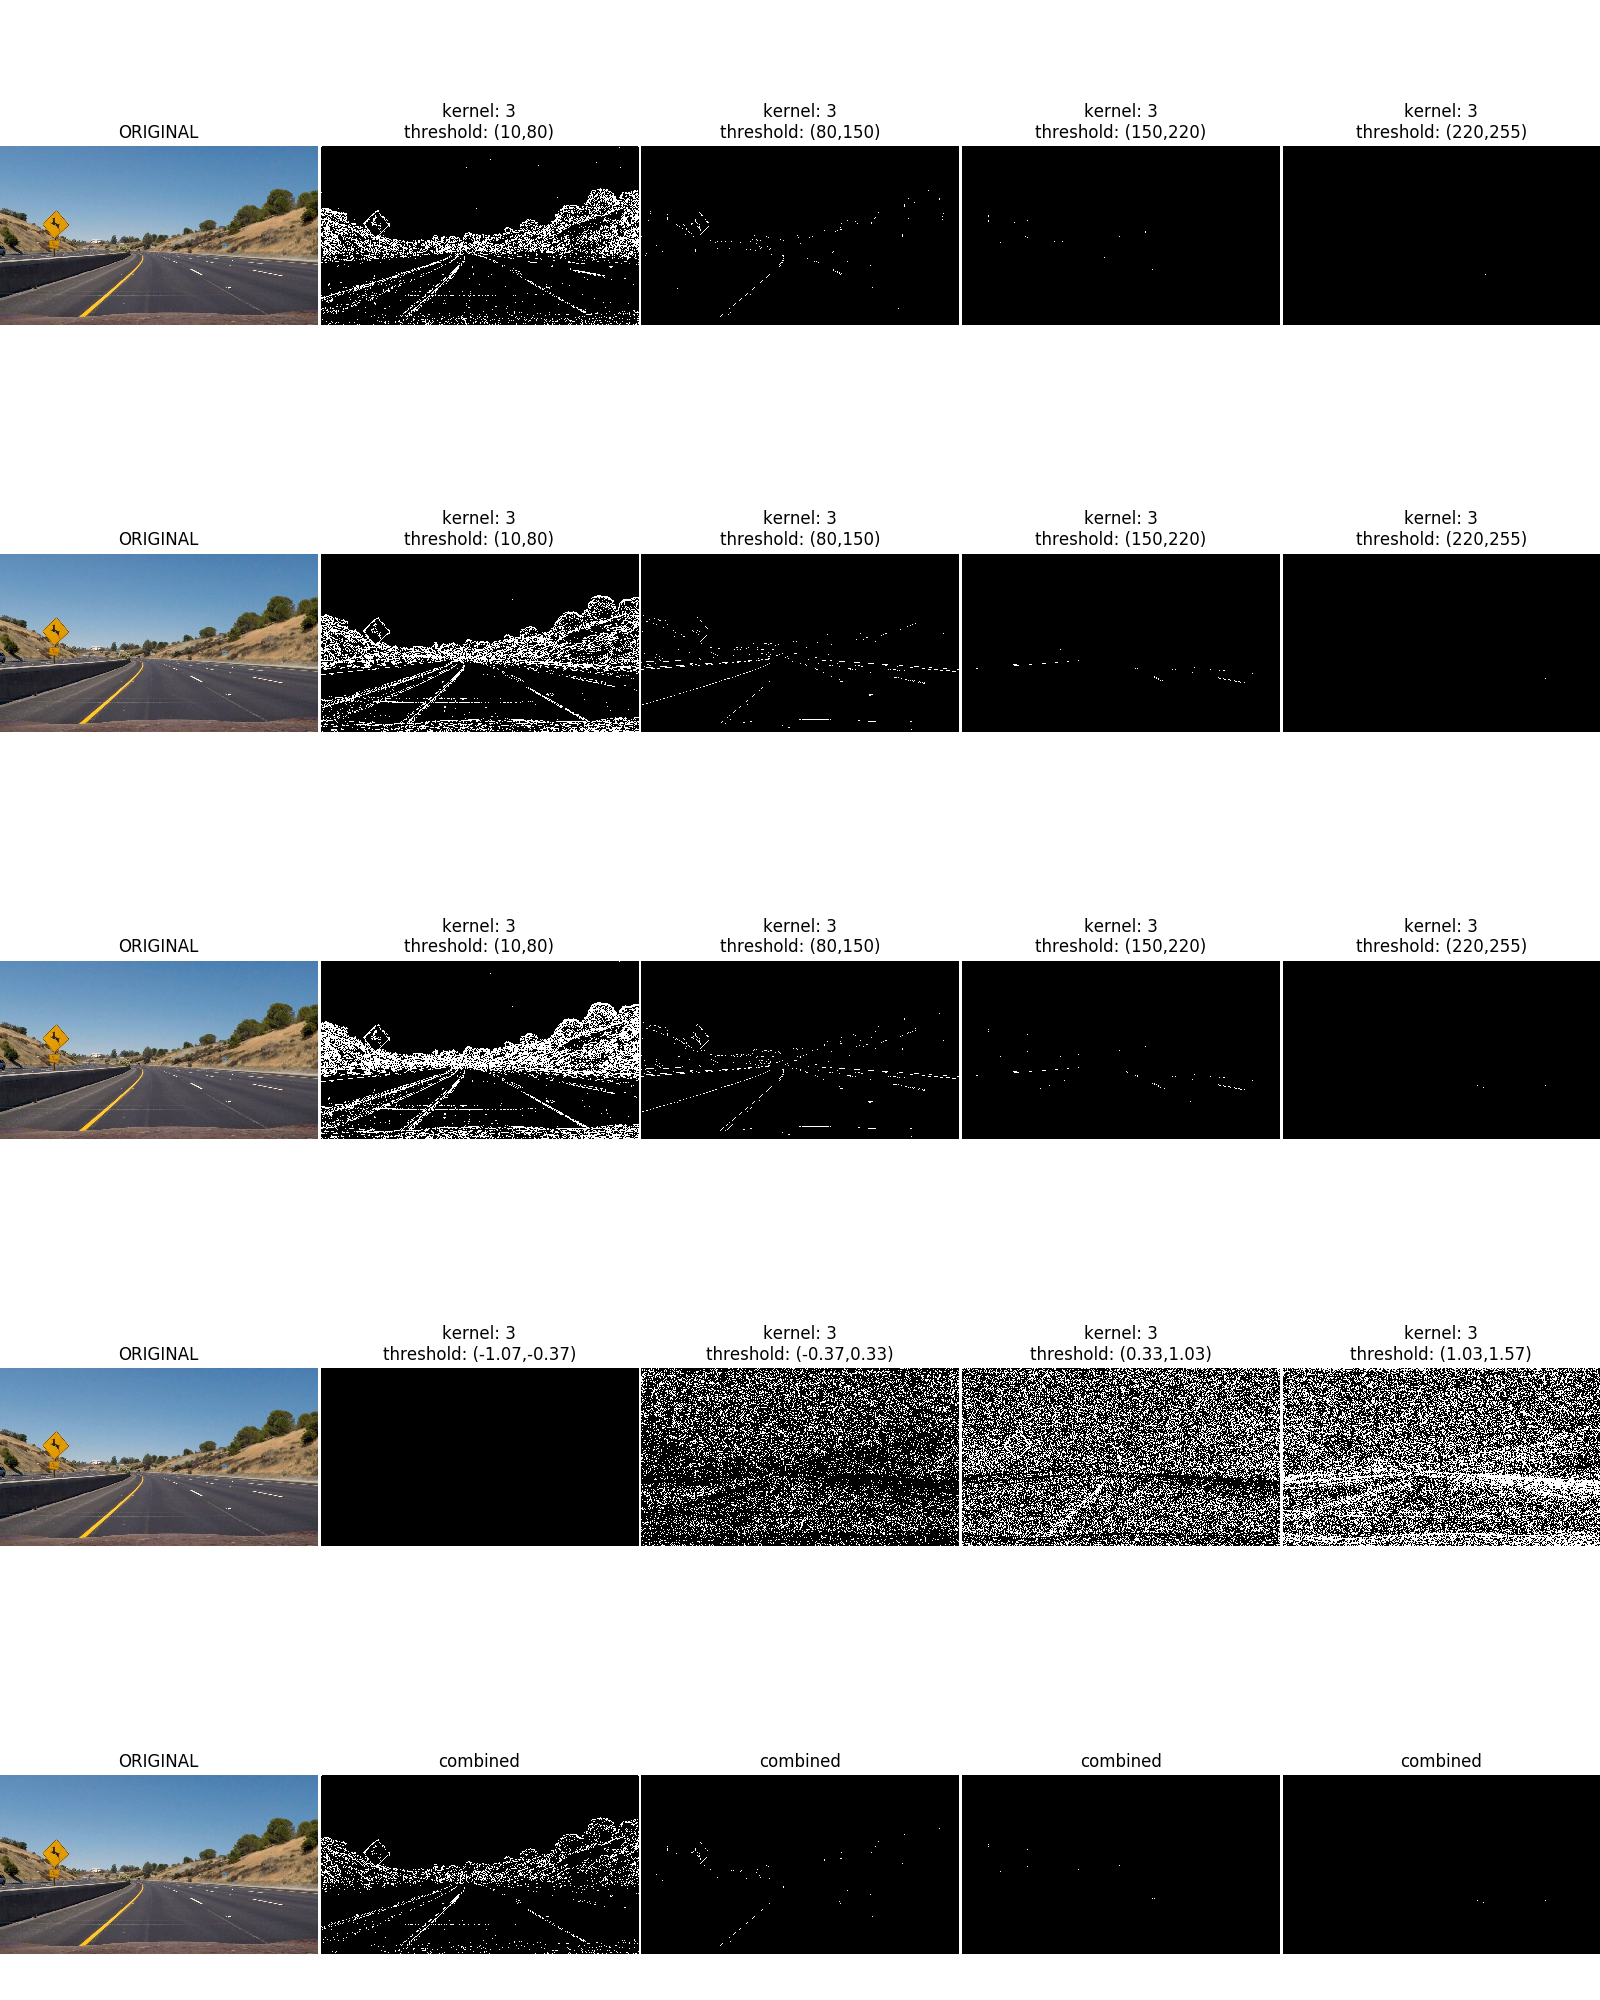 ORIGINAL
kernel: 3
threshold: (10,80)
kernel: 3
threshold: (80,150)
kernel: 3
threshold: (150,220)
kernel: 3
threshold: (220,255)
ORIGINAL
kernel: 3
threshold: (10,80)
kernel: 3
threshold: (80,150)
kernel: 3
threshold: (150,220)
kernel: 3
threshold: (220,255)
ORIGINAL
kernel: 3
threshold: (10,80)
kernel: 3
threshold: (80,150)
kernel: 3
threshold: (150,220)
kernel: 3
threshold: (220,255)
ORIGINAL
kernel: 3
threshold: (-1.07,-0.37)
kernel: 3
threshold: (-0.37,0.33)
kernel: 3
threshold: (0.33,1.03)
kernel: 3
threshold: (1.03,1.57)
ORIGINAL
combined
combined
combined
combined